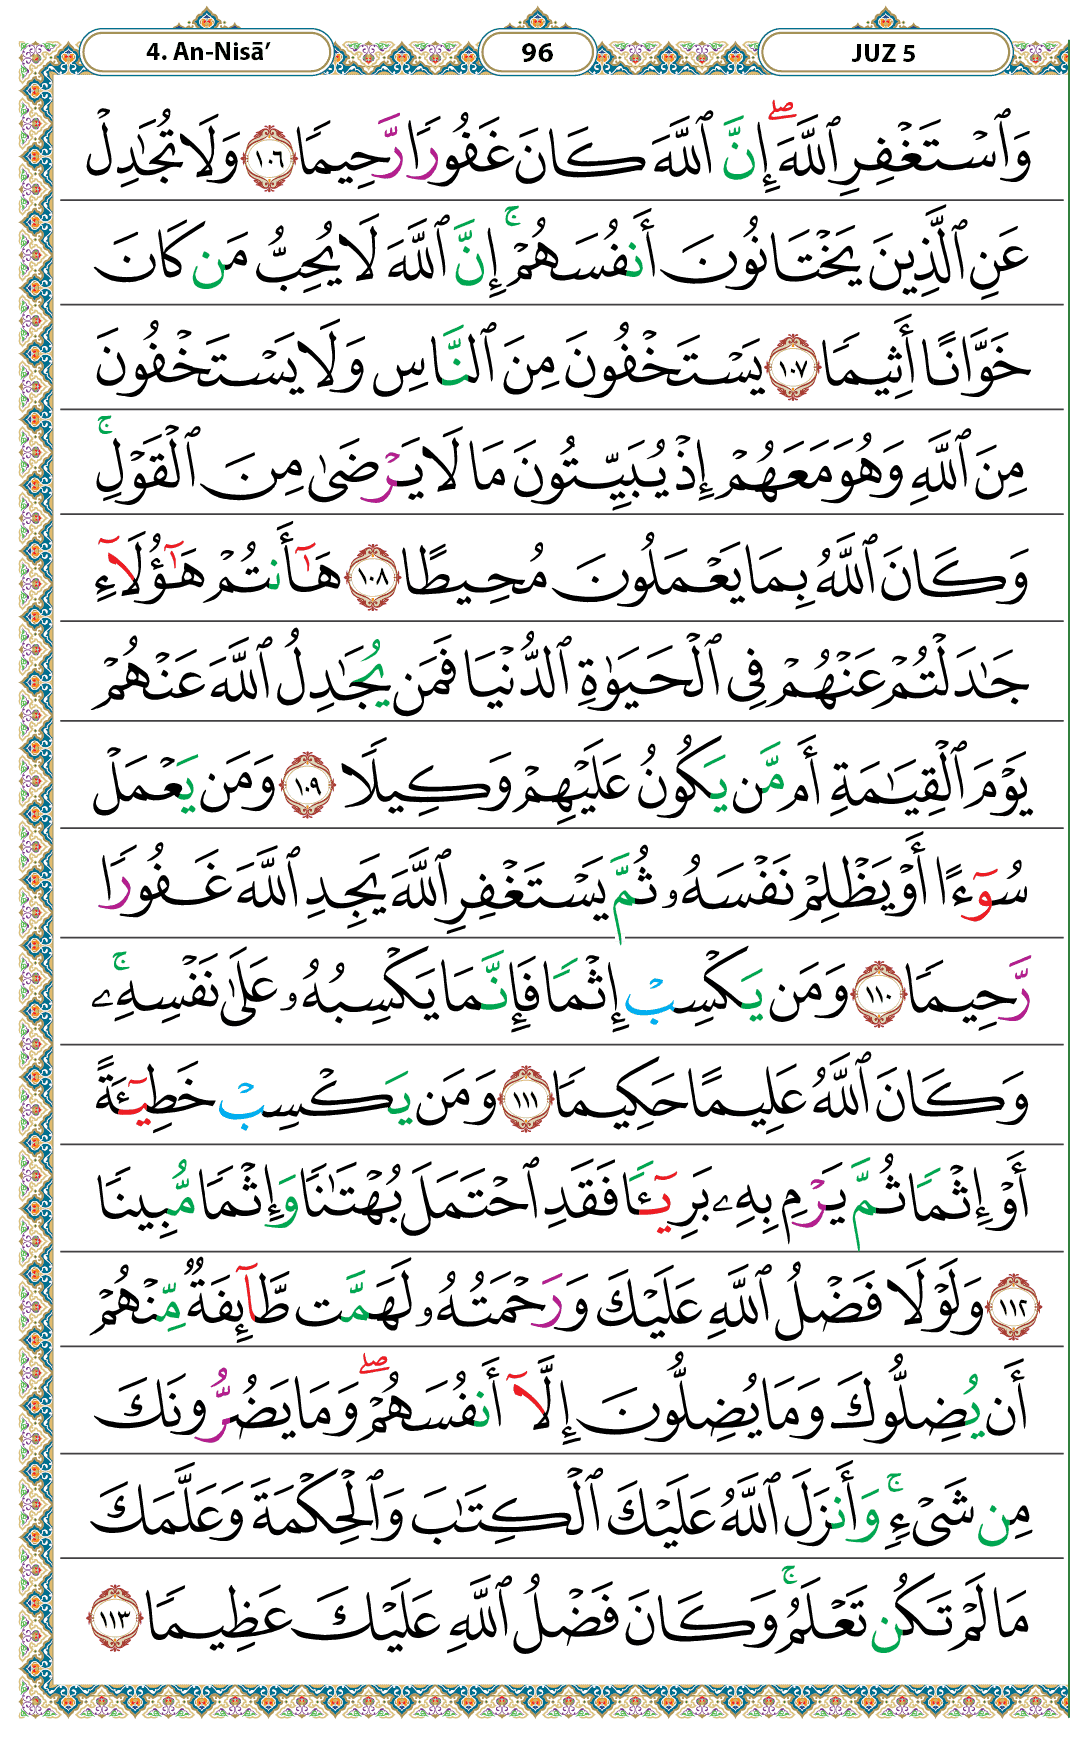 4. An-Nisā’ 96 JUZ 5
وَٱسۡتَغۡفِرِ ٱللَّهَۖ إِنَّ ٱللَّهَ كَانَ غَفُورٗا رَّحِيمٗا ١٠٦ وَلَا تُجَٰدِلۡ
عَنِ ٱلَّذِينَ يَخۡتَانُونَ أَنفُسَهُمۡۚ إِنَّ ٱللَّهَ لَا يُحِبُّ مَن كَانَ
خَوَّانًا أَثِيمٗا ١٠٧ يَسۡتَخۡفُونَ مِنَ ٱلنَّاسِ وَلَا يَسۡتَخۡفُونَ
مِنَ ٱللَّهِ وَهُوَ مَعَهُمۡ إِذۡ يُبَيِّتُونَ مَا لَا يَرۡضَىٰ مِنَ ٱلۡقَوۡلِۚ
وَكَانَ ٱللَّهُ بِمَا يَعۡمَلُونَ مُحِيطًا ١٠٨ هَٰٓأَنتُمۡ هَٰٓؤُلَآءِ
جَٰدَلۡتُمۡ عَنۡهُمۡ فِي ٱلۡحَيَوٰةِ ٱلدُّنۡيَا فَمَن يُجَٰدِلُ ٱللَّهَ عَنۡهُمۡ
يَوۡمَ ٱلۡقِيَٰمَةِ أَم مَّن يَكُونُ عَلَيۡهِمۡ وَكِيلٗا ١٠٩ وَمَن يَعۡمَلۡ
سُوٓءًا أَوۡ يَظۡلِمۡ نَفۡسَهُۥ ثُمَّ يَسۡتَغۡفِرِ ٱللَّهَ يَجِدِ ٱللَّهَ غَفُورٗا
رَّحِيمٗا ١١٠ وَمَن يَكۡسِبۡ إِثۡمٗا فَإِنَّمَا يَكۡسِبُهُۥ عَلَىٰ نَفۡسِهِۦۚ
وَكَانَ ٱللَّهُ عَلِيمًا حَكِيمٗا ١١١ وَمَن يَكۡسِبۡ خَطِيٓـَٔةً
أَوۡ إِثۡمٗا ثُمَّ يَرۡمِ بِهِۦ بَرِيٓـٔٗا فَقَدِ ٱحۡتَمَلَ بُهۡتَٰنٗا وَإِثۡمٗا مُّبِينٗا
١١٢ وَلَوۡلَا فَضۡلُ ٱللَّهِ عَلَيۡكَ وَرَحۡمَتُهُۥ لَهَمَّت طَّآئِفَةٞ مِّنۡهُمۡ
أَن يُضِلُّوكَ وَمَا يُضِلُّونَ إِلَّآ أَنفُسَهُمۡۖ وَمَا يَضُرُّونَكَ
مِن شَيۡءٖۚ وَأَنزَلَ ٱللَّهُ عَلَيۡكَ ٱلۡكِتَٰبَ وَٱلۡحِكۡمَةَ وَعَلَّمَكَ
مَا لَمۡ تَكُن تَعۡلَمُۚ وَكَانَ فَضۡلُ ٱللَّهِ عَلَيۡكَ عَظِيمٗا ١١٣